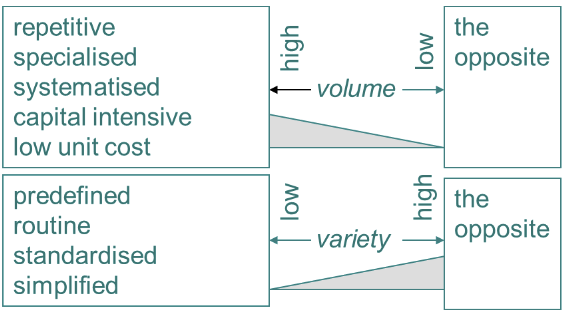 repetitive
specialised
systematised
capital intensive
low unit cost
high
volume
low
the
opposite
predefined
routine
standardised
simplified
low
variety
high
the
opposite